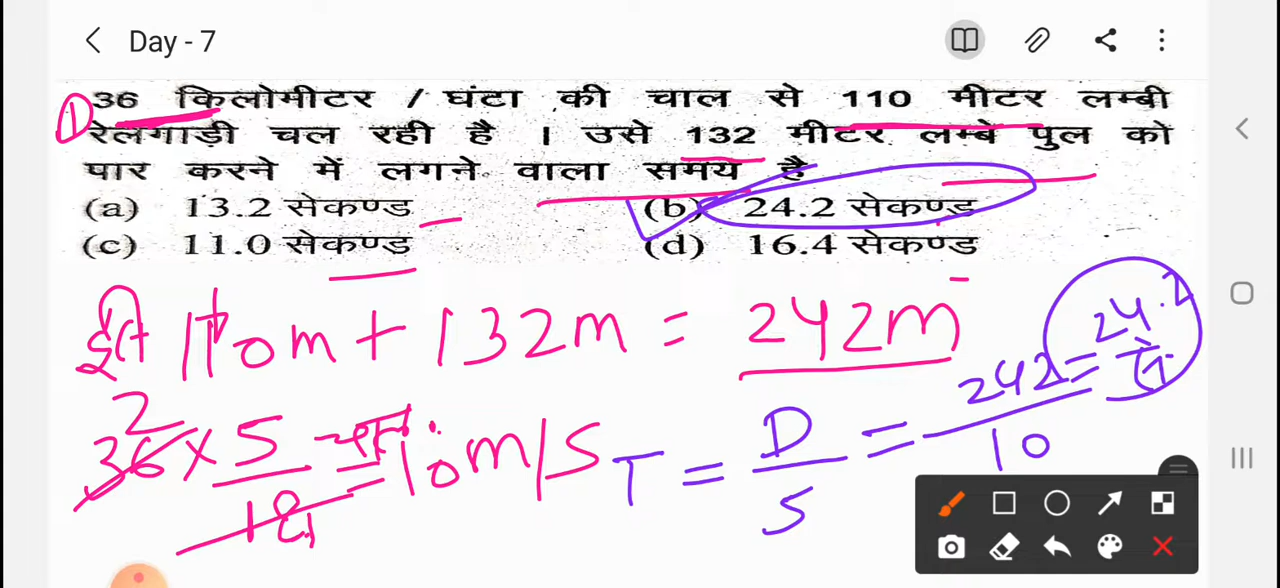 Day - 7
① 36 किलोमीटर / घंटा की चाल से 110 मीटर लम्बी
रेलगाड़ी चल रही है । उसे 132 मीटर लम्बे पुल को
पार करने में लगने वाला समय है
(a) 13.2 सेकण्ड (b) 24.2 सेकण्ड
(c) 11.0 सेकण्ड (d) 16.4 सेकण्ड
110m + 132m = 242m
36 × 5/18 = 10 m/s
2
T = D/S = 242/10 = 24.2